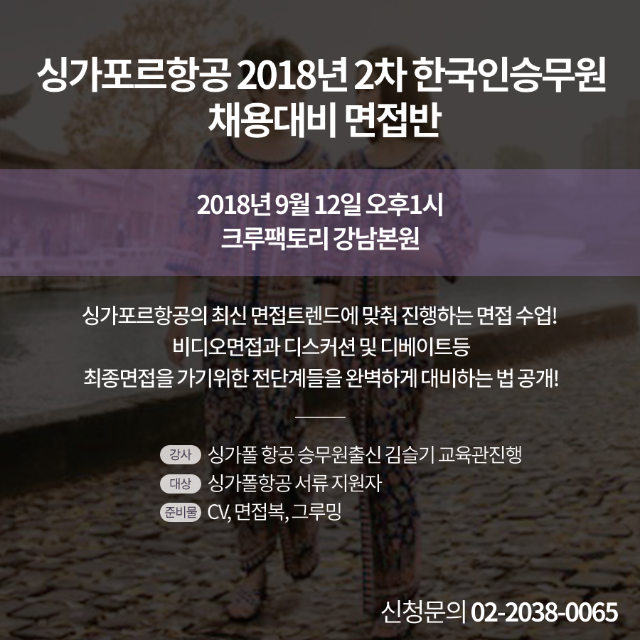 싱가포르항공 2018년 2차 한국인승무원
채용대비 면접반
2018년 9월 12일 오후1시
크루팩토리 강남본원
싱가포르항공의 최신 면접트렌드에 맞춰 진행하는 면접 수업!
비디오면접과 디스커션 및 디베이트등
최종면접을 가기위한 전단계들을 완벽하게 대비하는 법 공개!
강사 싱가폴 항공 승무원출신 김슬기 교육관진행
대상 싱가폴항공 서류 지원자
준비물 CV, 면접복, 그루밍
신청문의 02-2038-0065